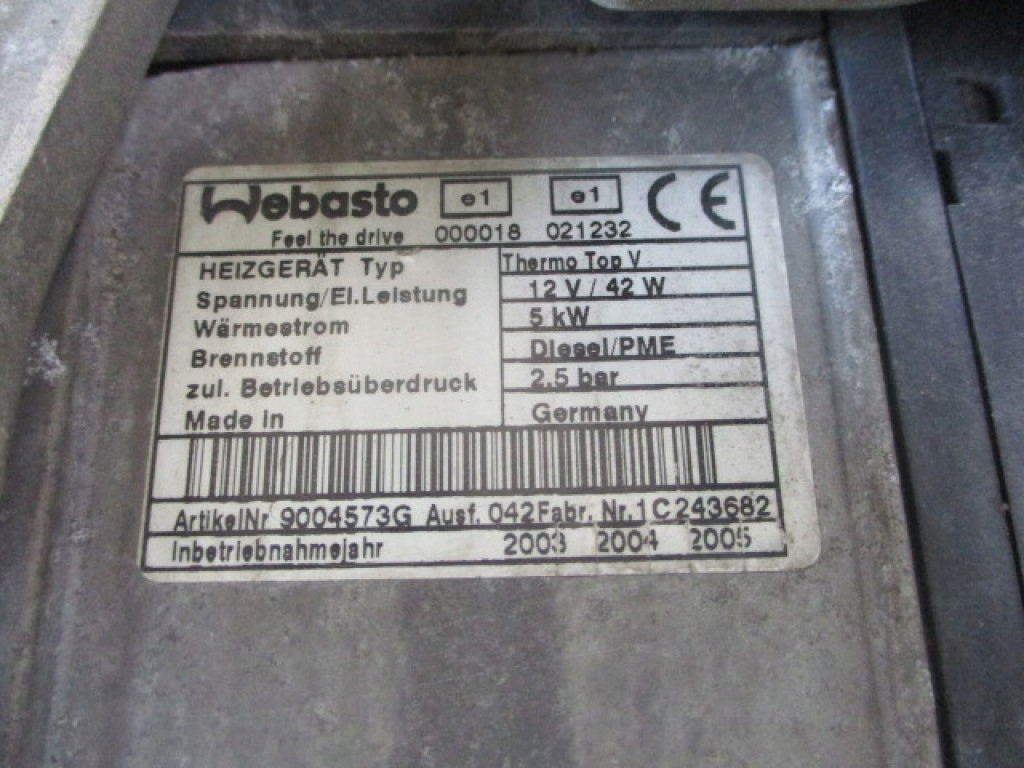 Webasto e1 e1 CE
Feel the drive 000018 021232
HEIZGERÄT Typ Thermo Top V
Spannung/El.Leistung 12 V / 42 W
Wärmestrom 5 kW
Brennstoff Diesel/PME
zul. Betriebsüberdruck 2.5 bar
Made in Germany
ArtikelNr 9004573G Ausf. 042 Fabr. Nr. 1C243682
Inbetriebnahmejahr 2003 2004 2005